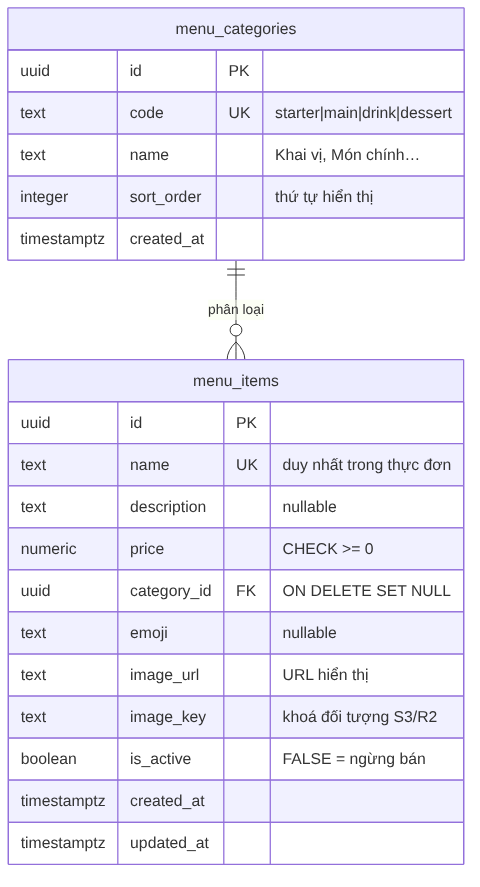 menu_categories
uuid id PK
text code UK starter|main|drink|dessert
text name Khai vị, Món chính…
integer sort_order thứ tự hiển thị
timestamptz created_at
phân loại
menu_items
uuid id PK
text name UK duy nhất trong thực đơn
text description nullable
numeric price CHECK >= 0
uuid category_id FK ON DELETE SET NULL
text emoji nullable
text image_url URL hiển thị
text image_key khoá đối tượng S3/R2
boolean is_active FALSE = ngừng bán
timestamptz created_at
timestamptz updated_at